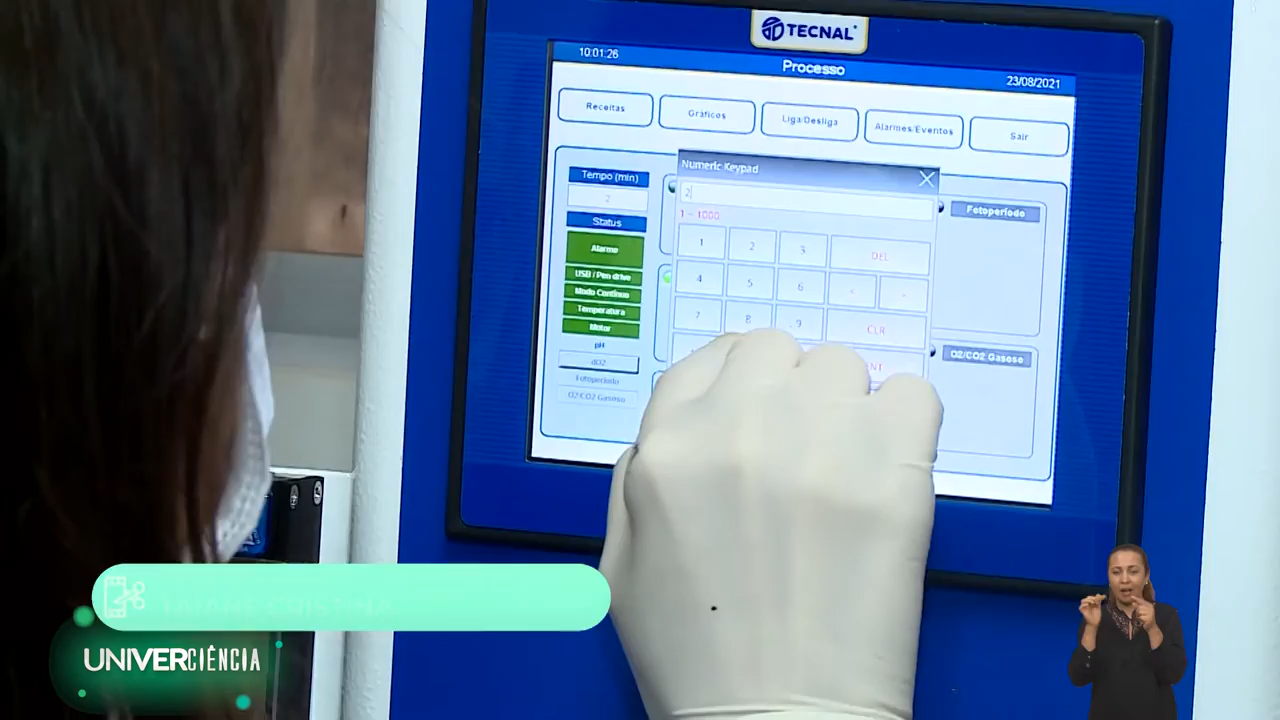 TECNAL
10:01:26
Processo
23/08/2021
Receitas
Gráficos
Liga/Desliga
Alarmes/Eventos
Sair
Numeric Keypad
2
1 ~ 1000
1 2 3 DEL
4 5 6 < >
7 8 9 CLR
ENT
Tempo (min)
2
Status
Alarme
USB / Pen drive
Modo Contínuo
Temperatura
Motor
pH
dO2
Fotoperíodo
O2/CO2 Gasoso
Fotoperíodo
O2/CO2 Gasoso
UNIVERCIÊNCIA